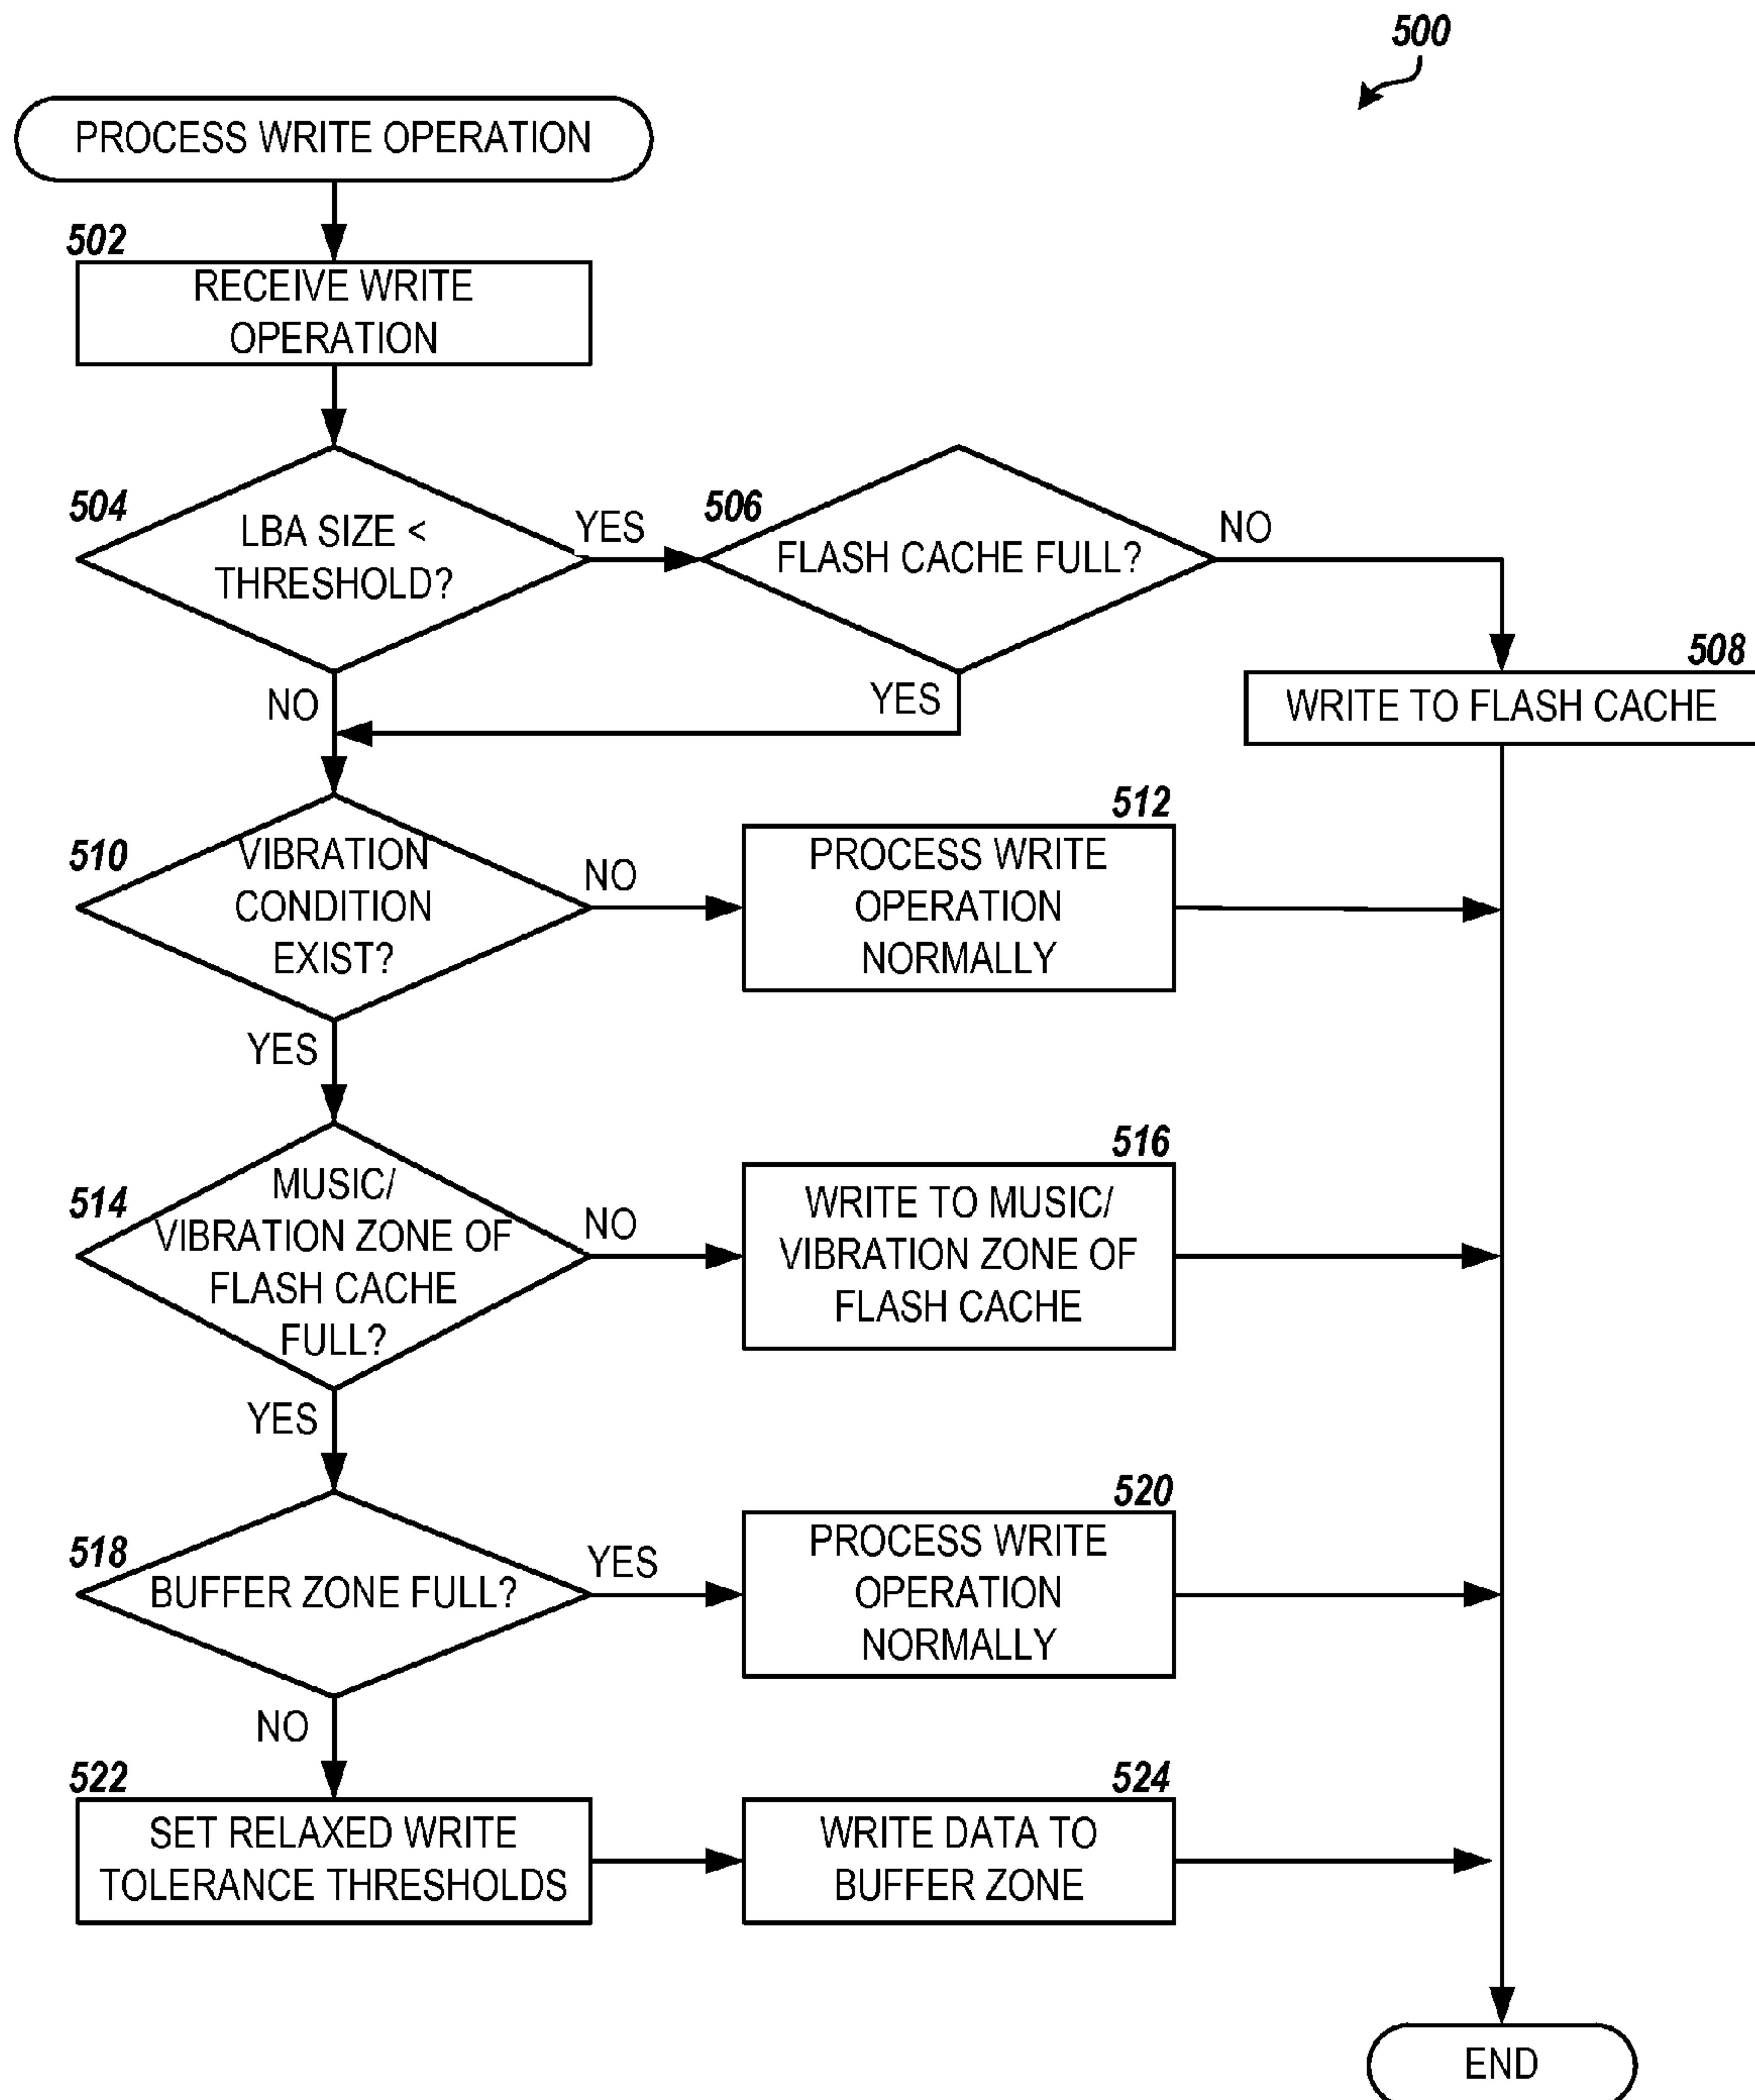 500
PROCESS WRITE OPERATION
502
RECEIVE WRITE
OPERATION
504
LBA SIZE <
THRESHOLD?
YES
NO
506
FLASH CACHE FULL?
NO
YES
508
WRITE TO FLASH CACHE
510
VIBRATION
CONDITION
EXIST?
NO
YES
512
PROCESS WRITE
OPERATION
NORMALLY
514
MUSIC/
VIBRATION ZONE OF
FLASH CACHE
FULL?
NO
YES
516
WRITE TO MUSIC/
VIBRATION ZONE OF
FLASH CACHE
518
BUFFER ZONE FULL?
YES
NO
520
PROCESS WRITE
OPERATION
NORMALLY
522
SET RELAXED WRITE
TOLERANCE THRESHOLDS
524
WRITE DATA TO
BUFFER ZONE
END